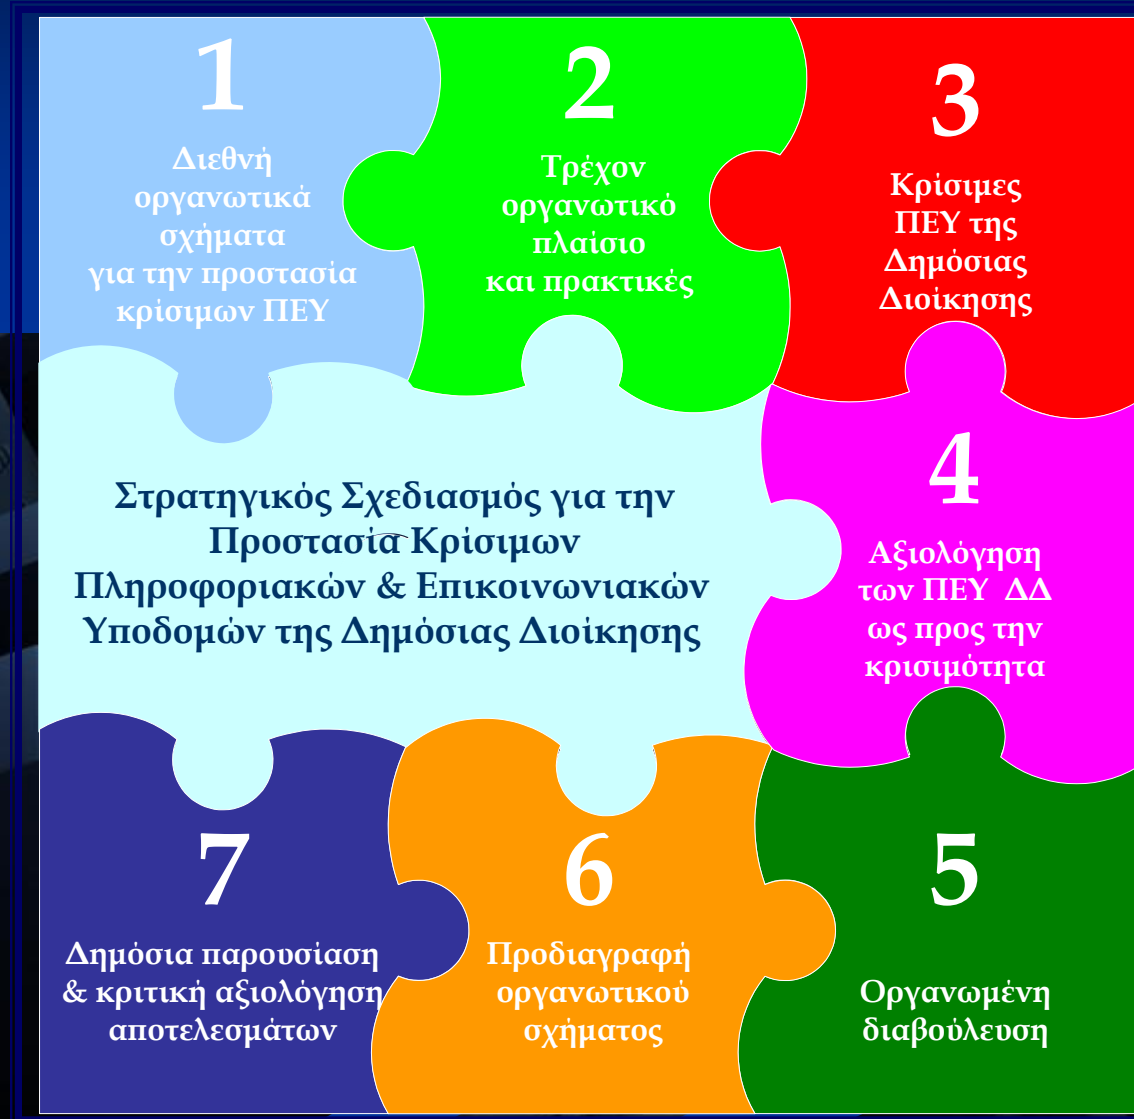 1
Διεθνή
οργανωτικά
σχήματα
για την προστασία
κρίσιμων ΠΕΥ
2
Τρέχον
οργανωτικό
πλαίσιο
και πρακτικές
3
Κρίσιμες
ΠΕΥ της
Δημόσιας
Διοίκησης
Στρατηγικός Σχεδιασμός για την
Προστασία Κρίσιμων
Πληροφοριακών & Επικοινωνιακών
Υποδομών της Δημόσιας Διοίκησης
4
Αξιολόγηση
των ΠΕΥ ΔΔ
ως προς την
κρισιμότητα
7
Δημόσια παρουσίαση
& κριτική αξιολόγηση
αποτελεσμάτων
6
Προδιαγραφή
οργανωτικού
σχήματος
5
Οργανωμένη
διαβούλευση